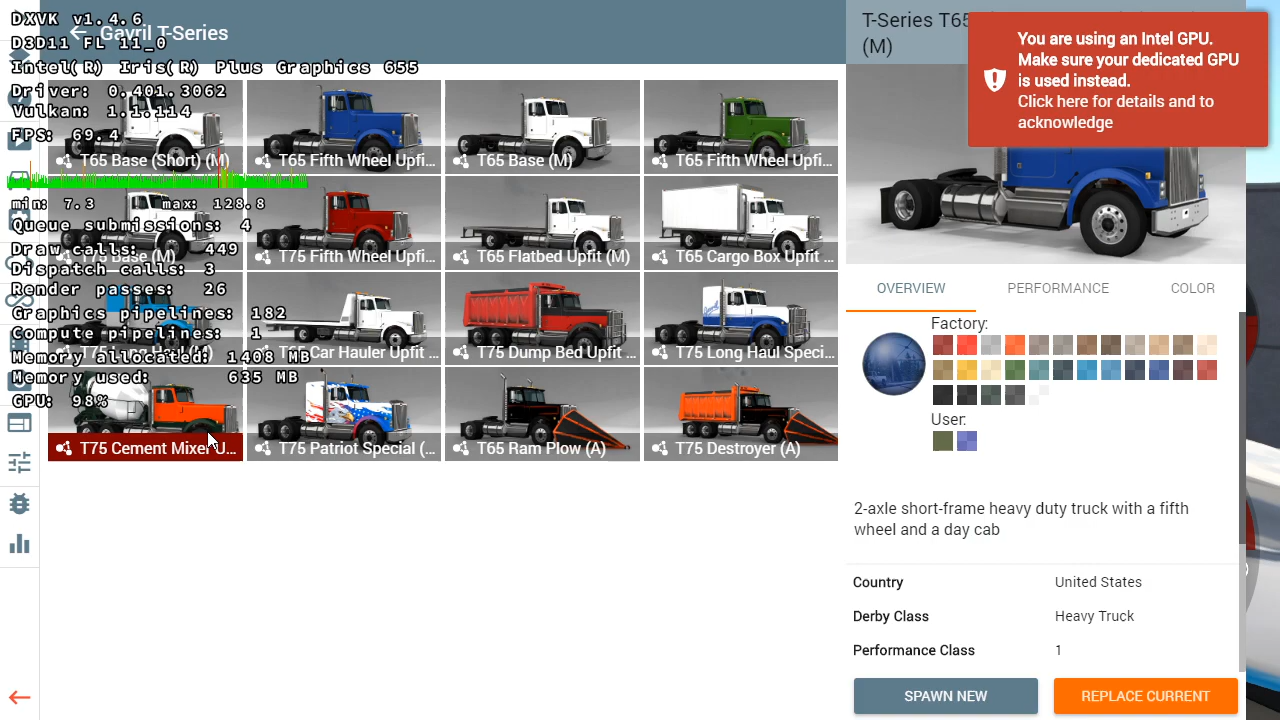 DXVK v1.4.6
D3D11 FL 11_0
Intel(R) Iris(R) Plus Graphics 655
Driver: 0.401.3062
Vulkan: 1.1.114
FPS: 69.4
min: 7.3 max: 128.8
Queue submissions: 4
Draw calls: 449
Dispatch calls: 3
Render passes: 26
Graphics pipelines: 182
Compute pipelines: 1
Memory allocated: 1408 MB
Memory used: 635 MB
GPU: 98%
Gavril T-Series
T65 Base (Short) (M)
T65 Fifth Wheel Upfi...
T65 Base (M)
T65 Fifth Wheel Upfi...
T75 Base (M)
T75 Fifth Wheel Upfi...
T65 Flatbed Upfit (M)
T65 Cargo Box Upfit ...
Car Hauler Upfit ...
T75 Dump Bed Upfit ...
T75 Long Haul Speci...
T75 Cement Mixer U...
T75 Patriot Special (...
T65 Ram Plow (A)
T75 Destroyer (A)
T-Series T65
(M)
You are using an Intel GPU.
Make sure your dedicated GPU
is used instead.
Click here for details and to
acknowledge
OVERVIEW
PERFORMANCE
COLOR
Factory:
User:
2-axle short-frame heavy duty truck with a fifth
wheel and a day cab
Country United States
Derby Class Heavy Truck
Performance Class 1
SPAWN NEW
REPLACE CURRENT